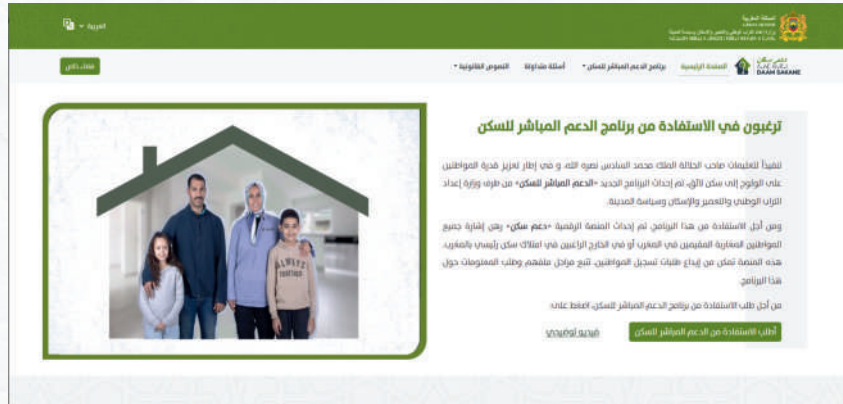 المملكة المغربية
العربية
دعم سكن
DAAM SAKANE
الصفحة الرئيسية
برنامج الدعم المباشر للسكن
أسئلة متداولة
النصوص القانونية
فضاء خاص
ترغبون في الاستفادة من برنامج الدعم المباشر للسكن
تنفيذاً لتعليمات صاحب الجلالة الملك محمد السادس نصره الله، و في إطار تعزيز قدرة المواطنين
على الولوج إلى سكن لائق، تم إحداث البرنامج الجديد «الدعم المباشر للسكن» من طرف وزارة إعداد
التراب الوطني والتعمير والإسكان وسياسة المدينة.
ومن أجل الاستفادة من هذا البرنامج، تم إحداث المنصة الرقمية «دعم سكن» رهن إشارة جميع
المواطنين المغاربة المقيمين في المغرب أو في الخارج الراغبين في امتلاك سكن رئيسي بالمغرب.
هذه المنصة تمكن من إيداع طلبات تسجيل المواطنين، تتبع مراحل ملفهم وطلب المعلومات حول
هذا البرنامج.
من أجل طلب الاستفادة من برنامج الدعم المباشر للسكن، اضغط على:
أطلب الاستفادة من الدعم المباشر للسكن
فيديو توضيحي
ALWAYS